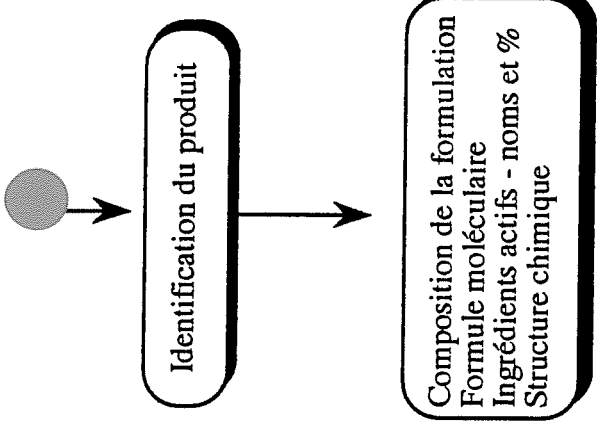 Identification du produit
Composition de la formulation
Formule moléculaire
Ingrédients actifs - noms et %
Structure chimique